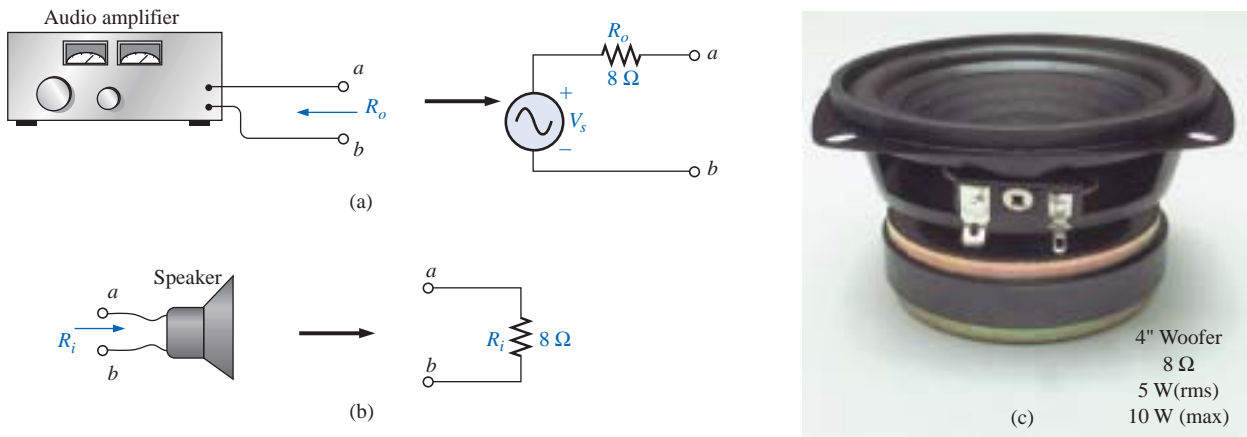 Audio amplifier
a
R_o
b
R_o
8 Ω
a
+
V_s
–
b
(a)
Speaker
a
R_i
b
a
R_i 8 Ω
b
(b)
4" Woofer
8 Ω
5 W(rms)
10 W (max)
(c)